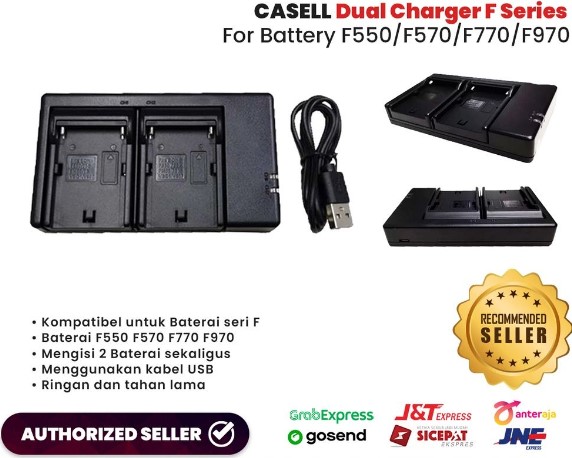 CASELL Dual Charger F Series
For Battery F550/F570/F770/F970
• Kompatibel untuk Baterai seri F
• Baterai F550 F570 F770 F970
• Mengisi 2 Baterai sekaligus
• Menggunakan kabel USB
• Ringan dan tahan lama
RECOMMENDED
SELLER
AUTHORIZED SELLER
GrabExpress
J&T EXPRESS
anteraja
gosend
SICEPAT
EKSPRES
JNE
EXPRESS